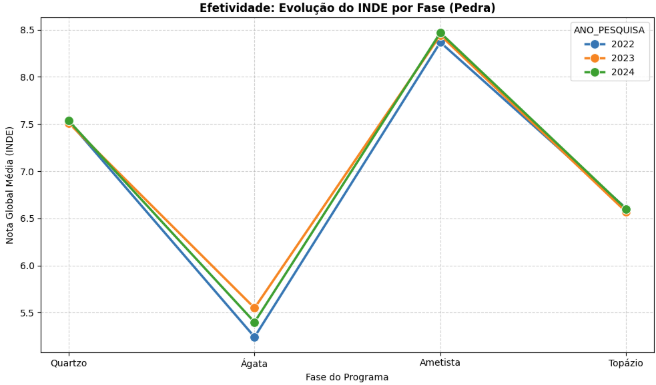 Efetividade: Evolução do INDE por Fase (Pedra)
ANO_PESQUISA
2022
2023
2024
Nota Global Média (INDE)
8.5
8.0
7.5
7.0
6.5
6.0
5.5
Quartzo
Ágata
Ametista
Topázio
Fase do Programa